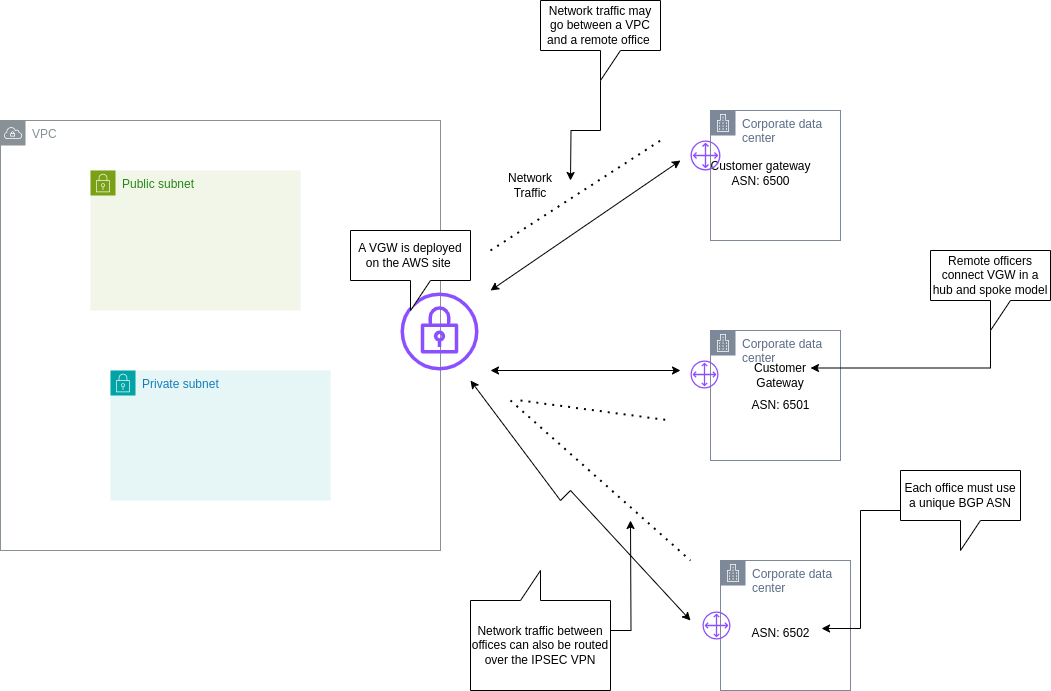 Network traffic may
go between a VPC
and a remote office
VPC
Public subnet
Private subnet
A VGW is deployed
on the AWS site
Network
Traffic
Corporate data
center
Customer gateway
ASN: 6500
Remote officers
connect VGW in a
hub and spoke model
Corporate data
center
Customer
Gateway
ASN: 6501
Each office must use
a unique BGP ASN
Corporate data
center
ASN: 6502
Network traffic between
offices can also be routed
over the IPSEC VPN